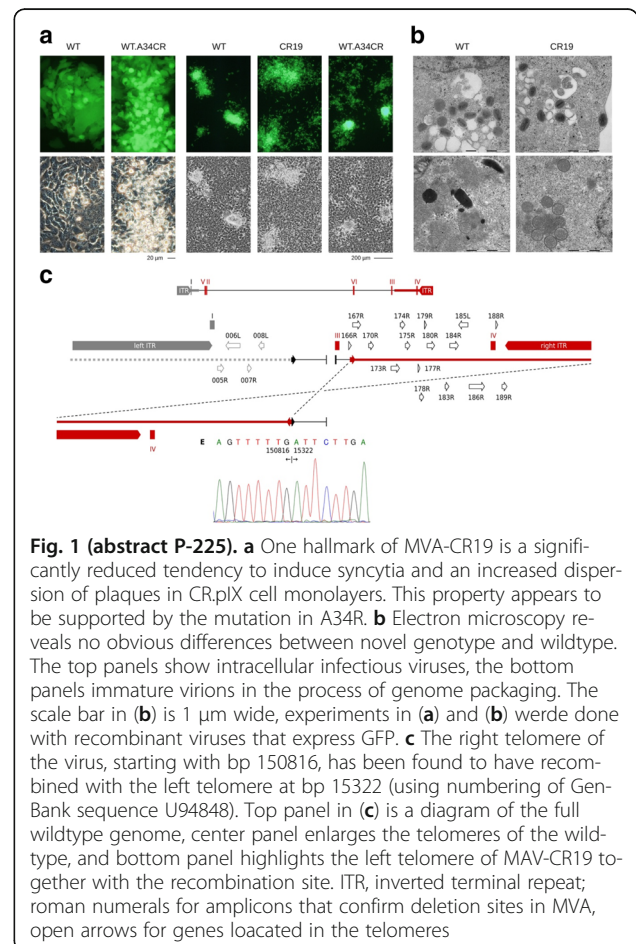 a b
WT WT.A34CR WT CR19 WT.A34CR WT CR19
20 µm 200 µm
c
ITR I V II VI III IV ITR
167R 174R 179R 185L 188R
I 006L 008L III 166R 170R 175R 180R 184R IV
left ITR right ITR
005R 007R 173R 177R
178R 183R 186R 189R
IV
E A G T T T T T G A T T C T T G A
150816 15322
Fig. 1 (abstract P-225). a One hallmark of MVA-CR19 is a signifi-
cantly reduced tendency to induce syncytia and an increased disper-
sion of plaques in CR.pIX cell monolayers. This property appears to
be supported by the mutation in A34R. b Electron microscopy re-
veals no obvious differences between novel genotype and wildtype.
The top panels show intracellular infectious viruses, the bottom
panels immature virions in the process of genome packaging. The
scale bar in (b) is 1 µm wide, experiments in (a) and (b) werde done
with recombinant viruses that express GFP. c The right telomere of
the virus, starting with bp 150816, has been found to have recom-
bined with the left telomere at bp 15322 (using numbering of Gen-
Bank sequence U94848). Top panel in (c) is a diagram of the full
wildtype genome, center panel enlarges the telomeres of the wild-
type, and bottom panel highlights the left telomere of MAV-CR19 to-
gether with the recombination site. ITR, inverted terminal repeat;
roman numerals for amplicons that confirm deletion sites in MVA,
open arrows for genes loacated in the telomeres